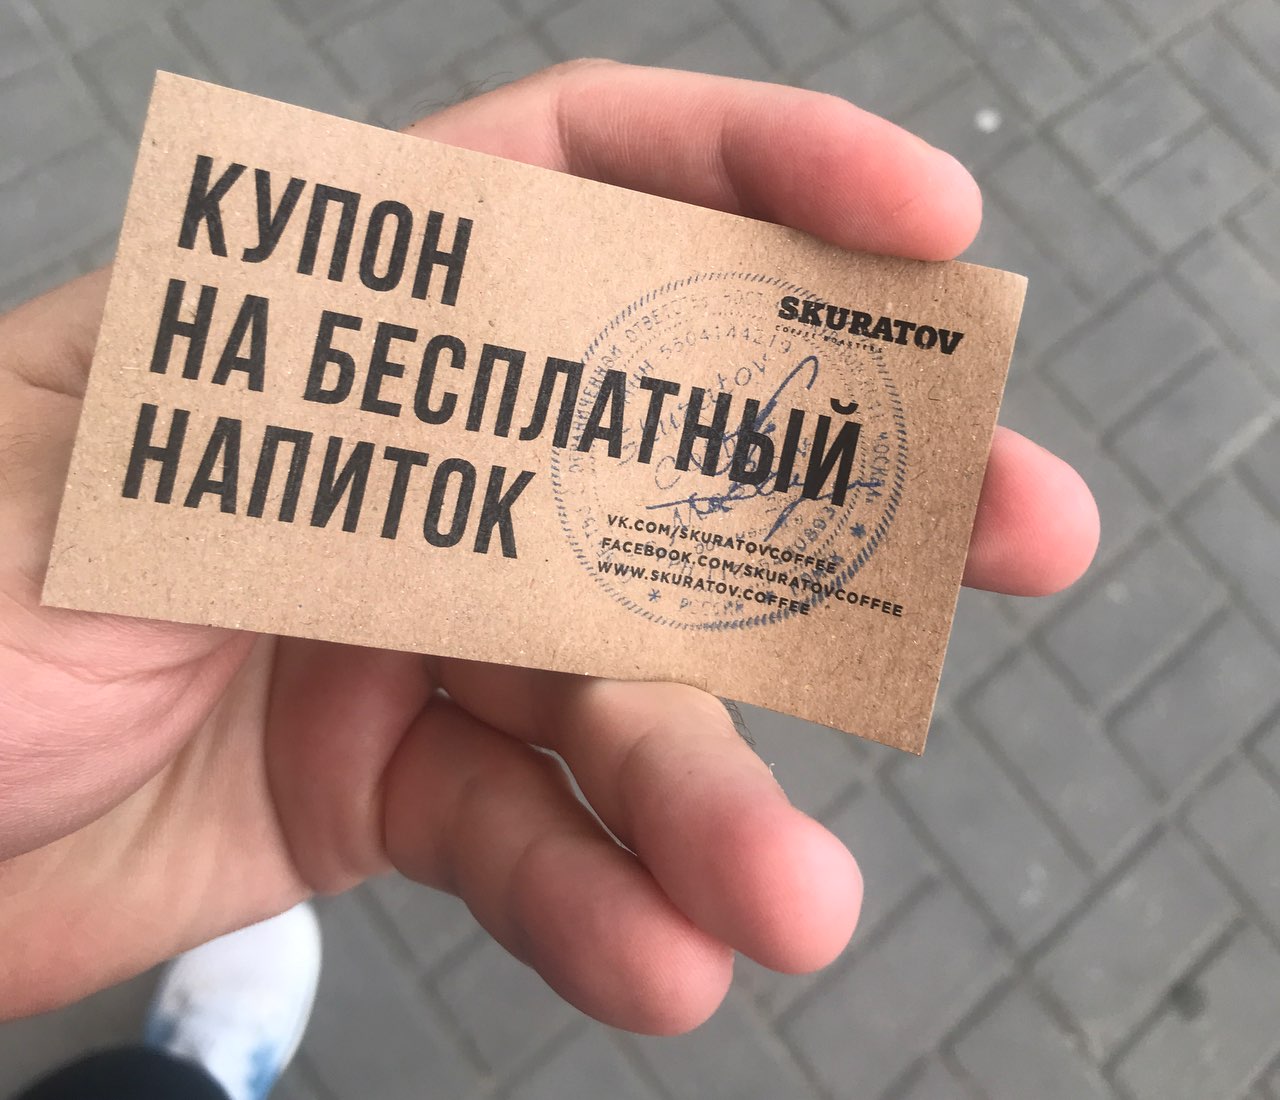 КУПОН
НА БЕСПЛАТНЫЙ
НАПИТОК
SKURATOV
COFFEE ROASTERS
VK.COM/SKURATOVCOFFEE
FACEBOOK.COM/SKURATOVCOFFEE
WWW.SKURATOV.COFFEE